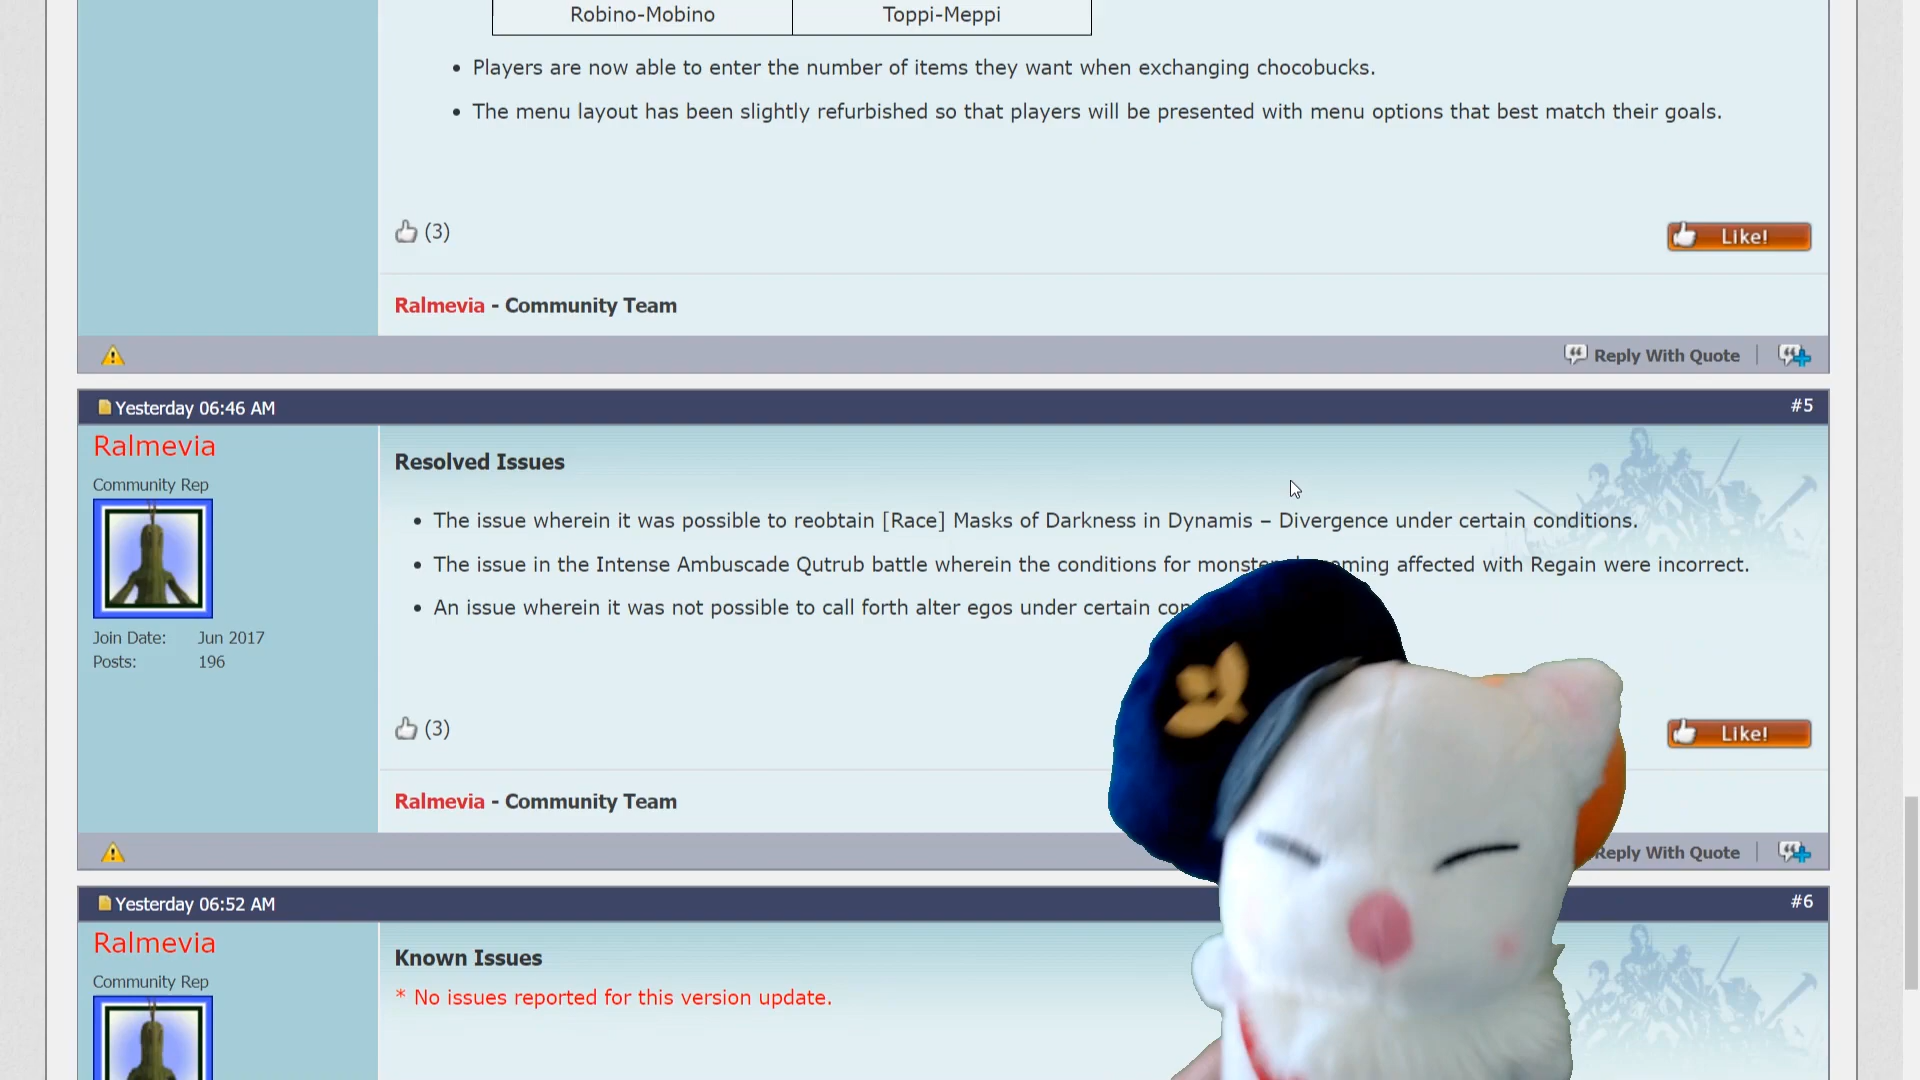 Robino-Mobino Toppi-Meppi
• Players are now able to enter the number of items they want when exchanging chocobucks.
• The menu layout has been slightly refurbished so that players will be presented with menu options that best match their goals.
(3) Like!
Ralmevia - Community Team
Reply With Quote
Yesterday 06:46 AM #5
Ralmevia
Community Rep
Join Date: Jun 2017
Posts: 196
Resolved Issues
• The issue wherein it was possible to reobtain [Race] Masks of Darkness in Dynamis – Divergence under certain conditions.
• The issue in the Intense Ambuscade Qutrub battle wherein the conditions for affected with Regain were incorrect.
• An issue wherein it was not possible to call forth alter egos under certain
(3) Like!
Ralmevia - Community Team
Reply With Quote
Yesterday 06:52 AM #6
Ralmevia
Community Rep
Known Issues
* No issues reported for this version update.